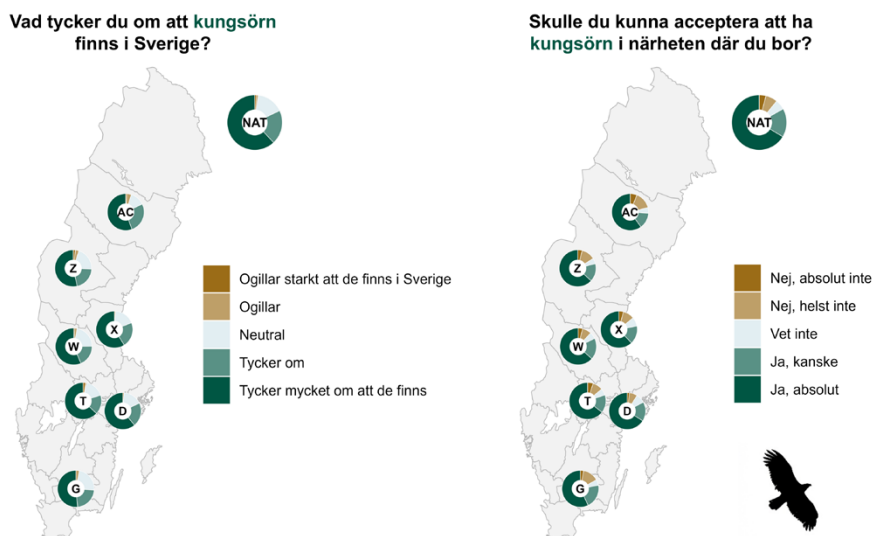 Vad tycker du om att kungsörn
finns i Sverige?
NAT
AC
Z
X
W
T
D
G
Ogillar starkt att de finns i Sverige
Ogillar
Neutral
Tycker om
Tycker mycket om att de finns
Skulle du kunna acceptera att ha
kungsörn i närheten där du bor?
NAT
AC
Z
X
W
T
D
G
Nej, absolut inte
Nej, helst inte
Vet inte
Ja, kanske
Ja, absolut